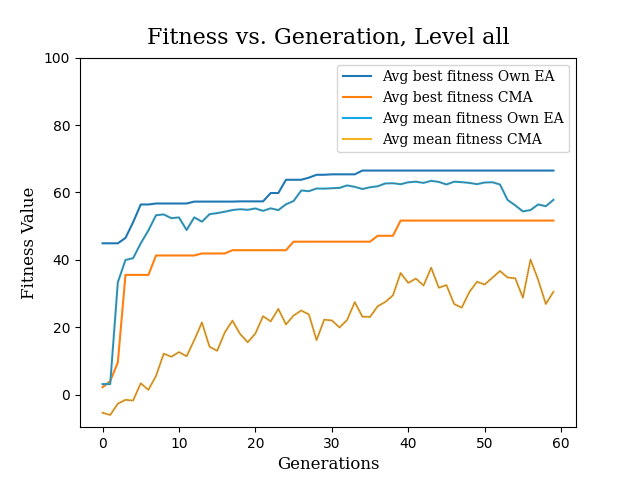 Fitness vs. Generation, Level all
Avg best fitness Own EA
Avg best fitness CMA
Avg mean fitness Own EA
Avg mean fitness CMA
Fitness Value
100
80
60
40
20
0
0 10 20 30 40 50 60
Generations